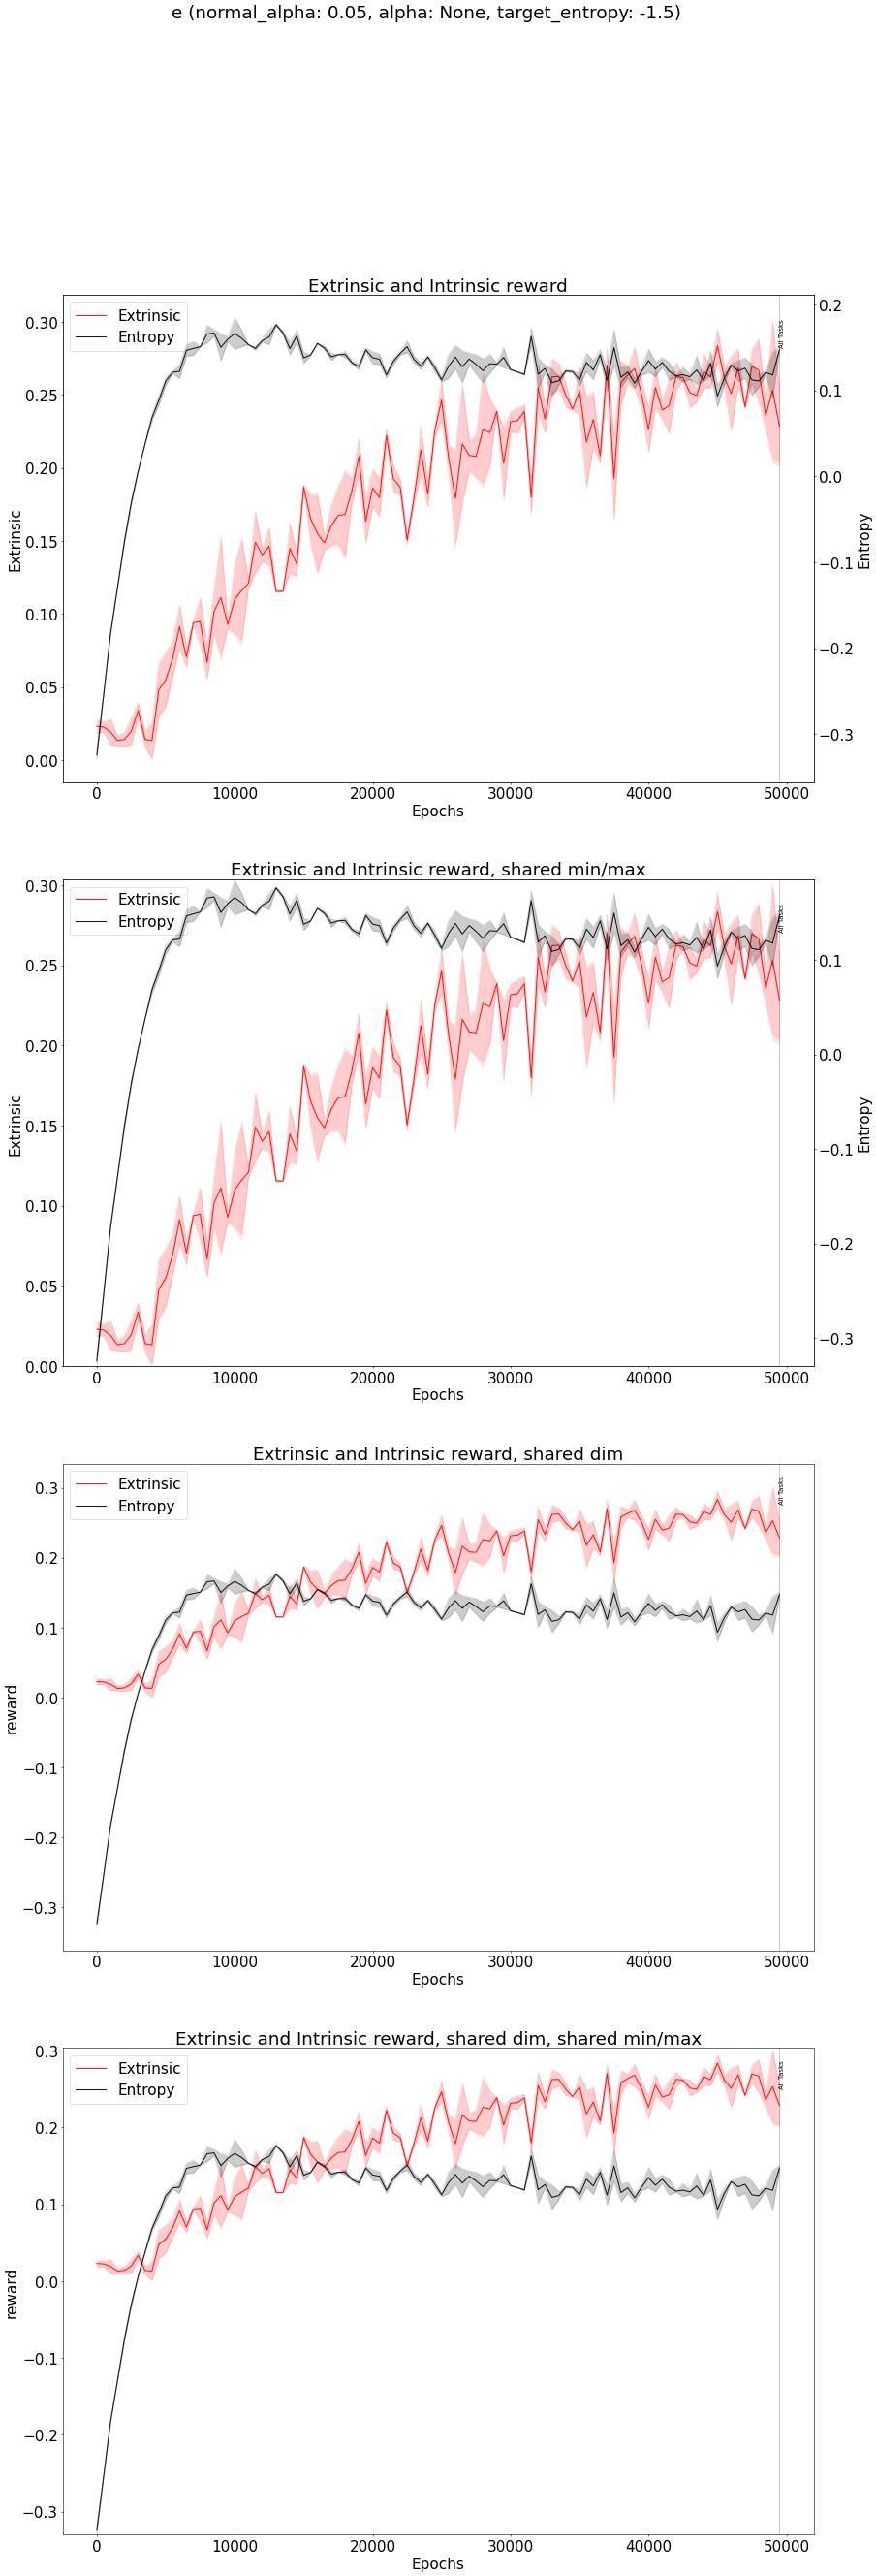 e (normal_alpha: 0.05, alpha: None, target_entropy: -1.5)
Extrinsic and Intrinsic reward
Extrinsic
Entropy
All Tasks
0.30
0.25
0.20
0.15
0.10
0.05
0.00
Extrinsic
0.2
0.1
0.0
−0.1
−0.2
−0.3
Entropy
0 10000 20000 30000 40000 50000
Epochs
Extrinsic and Intrinsic reward, shared min/max
Extrinsic
Entropy
All Tasks
0.30
0.25
0.20
0.15
0.10
0.05
0.00
Extrinsic
0.1
0.0
−0.1
−0.2
−0.3
Entropy
0 10000 20000 30000 40000 50000
Epochs
Extrinsic and Intrinsic reward, shared dim
Extrinsic
Entropy
All Tasks
0.3
0.2
0.1
0.0
−0.1
−0.2
−0.3
reward
0 10000 20000 30000 40000 50000
Epochs
Extrinsic and Intrinsic reward, shared dim, shared min/max
Extrinsic
Entropy
All Tasks
0.3
0.2
0.1
0.0
−0.1
−0.2
−0.3
reward
0 10000 20000 30000 40000 50000
Epochs